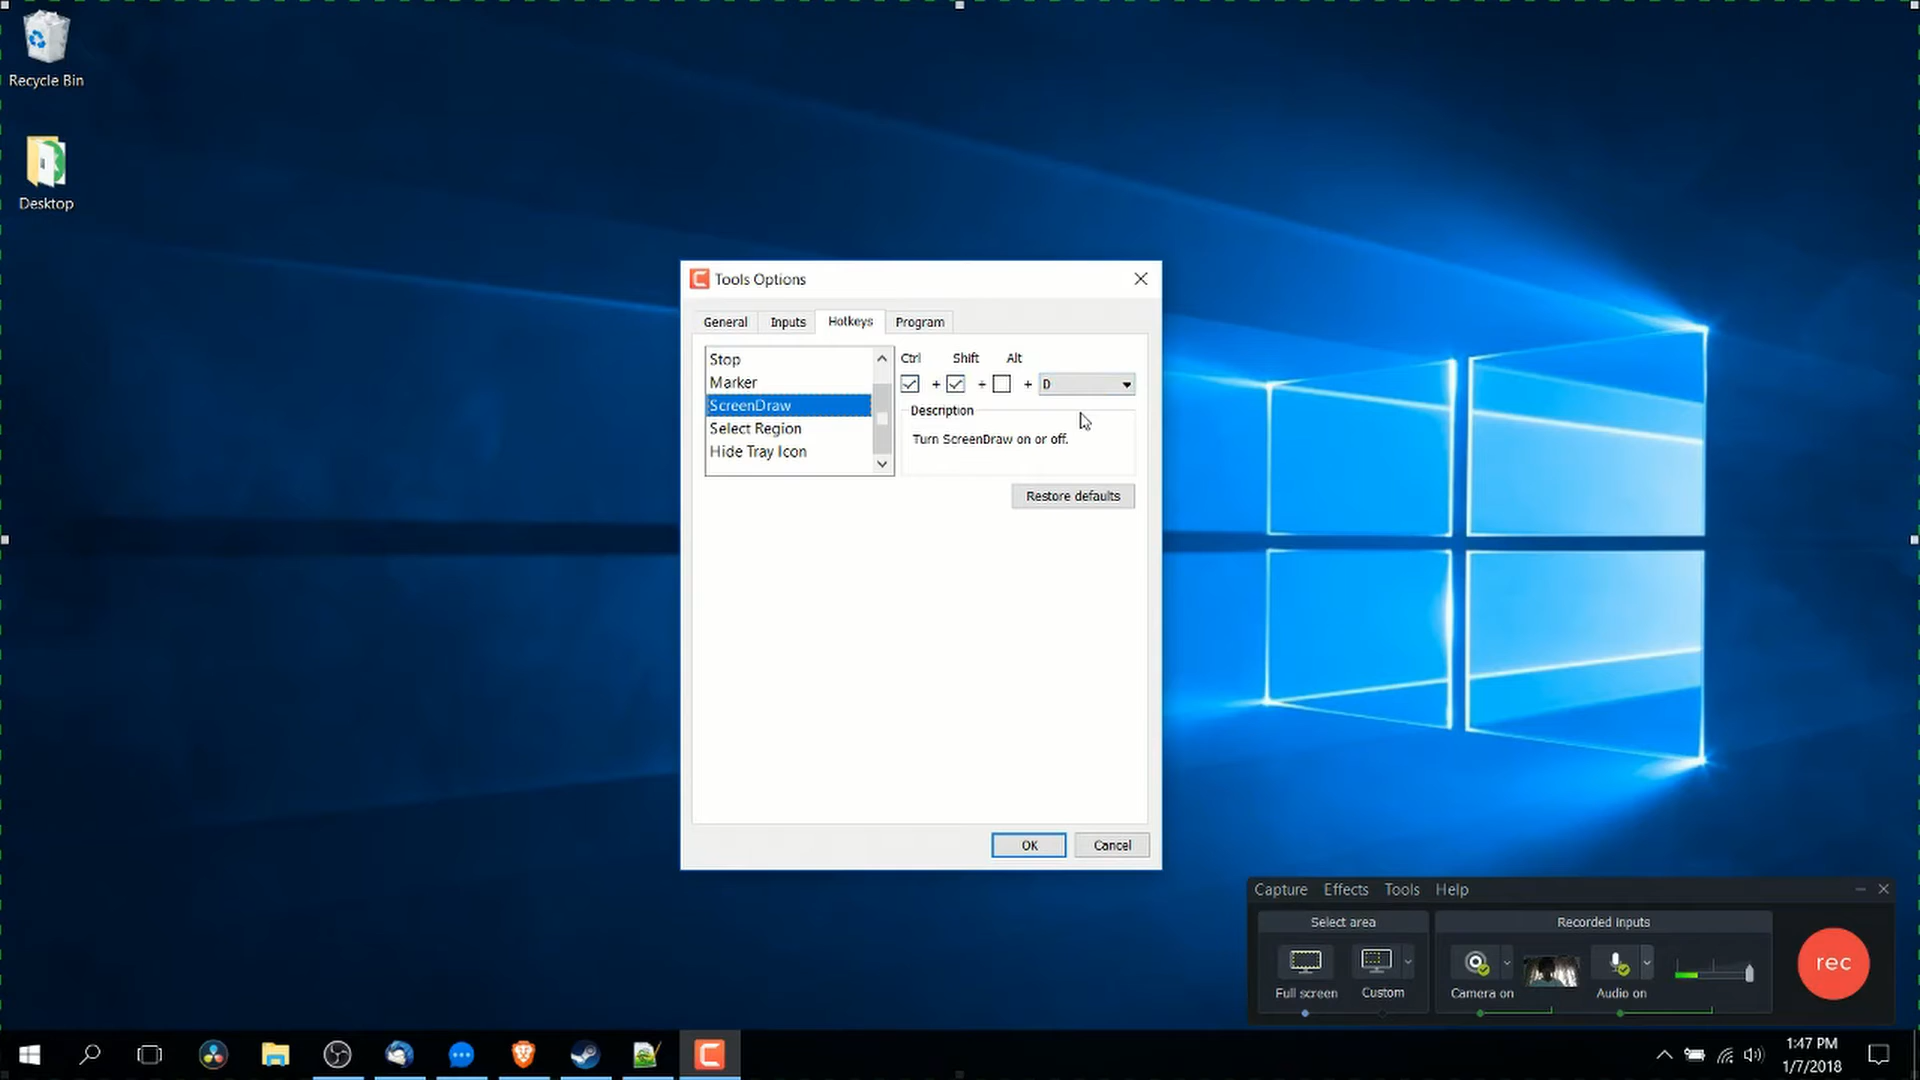 Recycle Bin
Desktop
Tools Options
General Inputs Hotkeys Program
Stop
Marker
ScreenDraw
Select Region
Hide Tray Icon
Ctrl Shift Alt
+ + + D
Description
Turn ScreenDraw on or off.
Restore defaults
OK Cancel
Capture Effects Tools Help
Select area Recorded inputs
Full screen Custom Camera on Audio on
rec
1:47 PM
1/7/2018